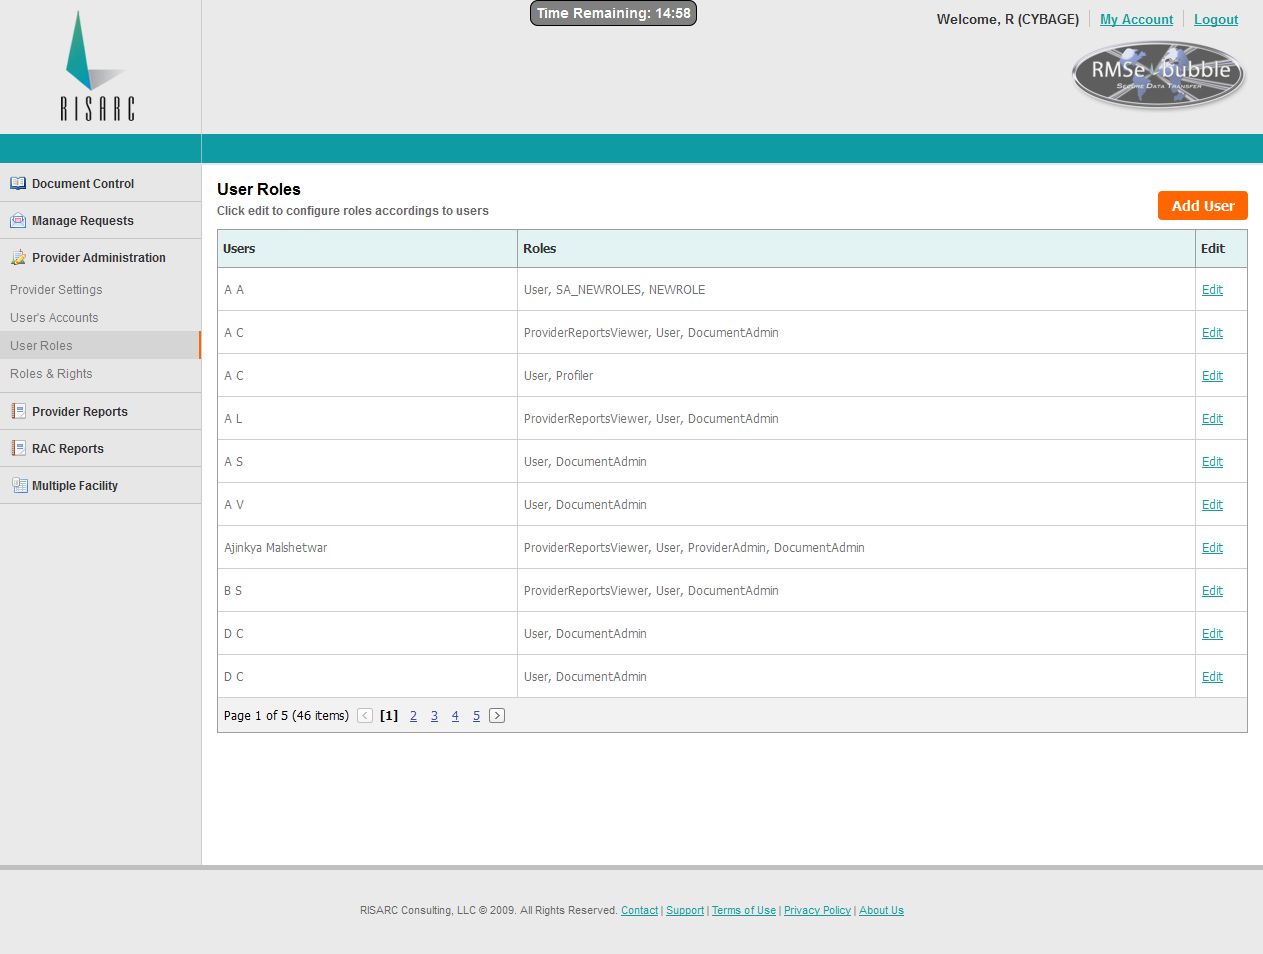 Time Remaining: 14:58
Welcome, R (CYBAGE) My Account Logout
RISARC
RMSe bubble
SECURE DATA TRANSFER
Document Control
Manage Requests
Provider Administration
Provider Settings
User's Accounts
User Roles
Roles & Rights
Provider Reports
RAC Reports
Multiple Facility
User Roles
Click edit to configure roles accordings to users
Add User
Users Roles Edit
A A User, SA_NEWROLES, NEWROLE Edit
A C ProviderReportsViewer, User, DocumentAdmin Edit
A C User, Profiler Edit
A L ProviderReportsViewer, User, DocumentAdmin Edit
A S User, DocumentAdmin Edit
A V User, DocumentAdmin Edit
Ajinkya Malshetwar ProviderReportsViewer, User, ProviderAdmin, DocumentAdmin Edit
B S ProviderReportsViewer, User, DocumentAdmin Edit
D C User, DocumentAdmin Edit
D C User, DocumentAdmin Edit
Page 1 of 5 (46 items) < [1] 2 3 4 5 >
RISARC Consulting, LLC © 2009. All Rights Reserved. Contact | Support | Terms of Use | Privacy Policy | About Us